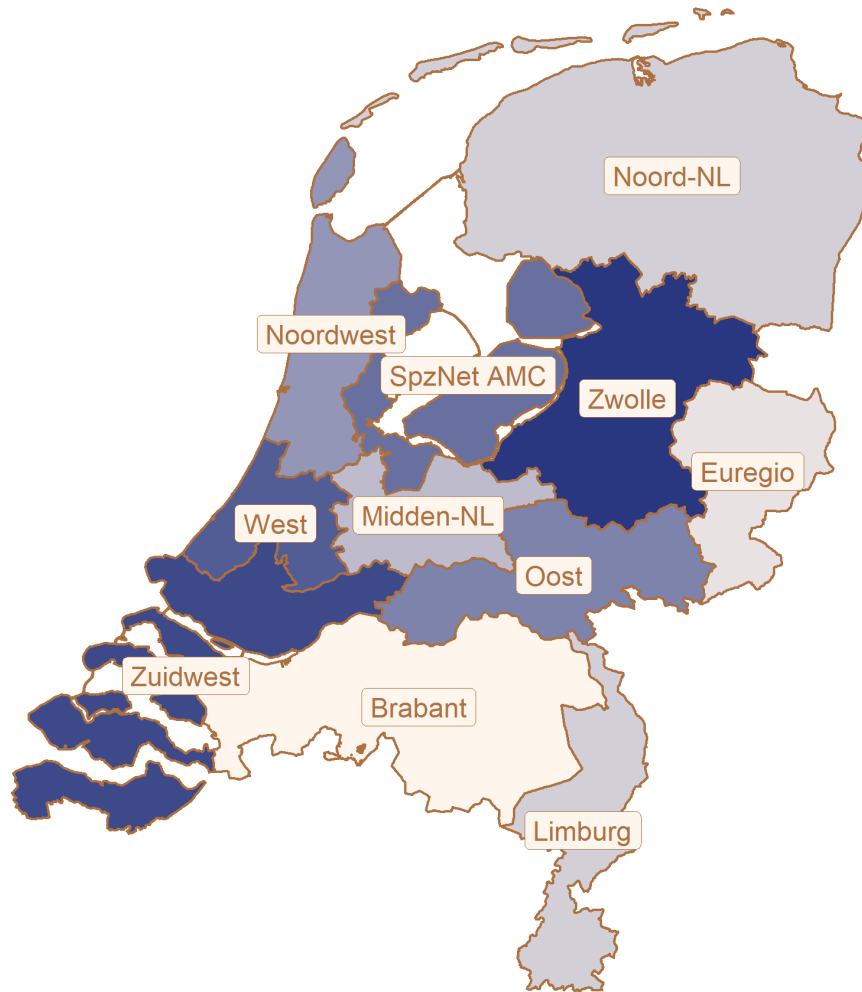 Noord-NL
Noordwest
SpzNet AMC
Zwolle
Euregio
West
Midden-NL
Oost
Zuidwest
Brabant
Limburg